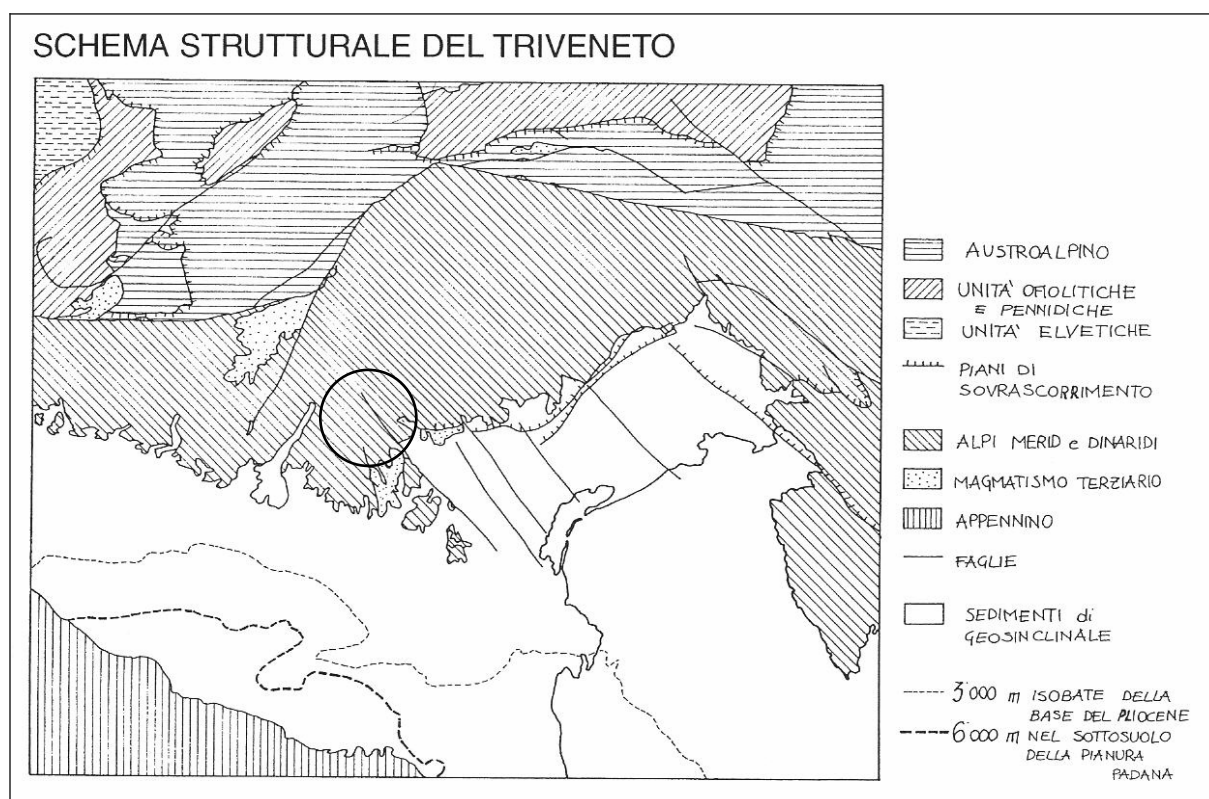 SCHEMA STRUTTURALE DEL TRIVENETO
AUSTROALPINO
UNITA' OFIOLITICHE
E PENNIDICHE
UNITA' ELVETICHE
PIANI DI
SOVRASCORRIMENTO
ALPI MERID e DINARIDI
MAGMATISMO TERZIARIO
APPENNINO
FAGLIE
SEDIMENTI di
GEOSINCLINALE
3'000 m ISOBATE DELLA
BASE DEL PLIOCENE
6'000 m NEL SOTTOSUOLO
DELLA PIANURA
PADANA